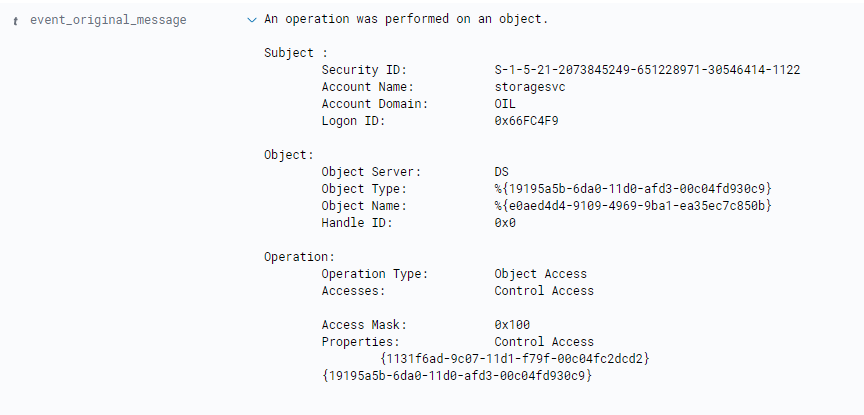 t event_original_message An operation was performed on an object.
Subject :
Security ID: S-1-5-21-2073845249-651228971-30546414-1122
Account Name: storagesvc
Account Domain: OIL
Logon ID: 0x66FC4F9
Object:
Object Server: DS
Object Type: %{19195a5b-6da0-11d0-afd3-00c04fd930c9}
Object Name: %{e0aed4d4-9109-4969-9ba1-ea35ec7c850b}
Handle ID: 0x0
Operation:
Operation Type: Object Access
Accesses: Control Access
Access Mask: 0x100
Properties: Control Access
{1131f6ad-9c07-11d1-f79f-00c04fc2dcd2}
{19195a5b-6da0-11d0-afd3-00c04fd930c9}